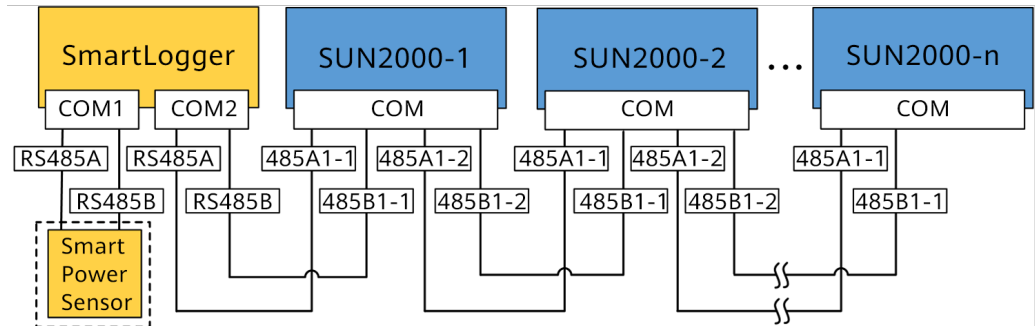 SmartLogger
SUN2000-1
SUN2000-2
...
SUN2000-n
COM1
COM2
COM
COM
COM
RS485A
RS485A
485A1-1
485A1-2
485A1-1
485A1-2
485A1-1
RS485B
RS485B
485B1-1
485B1-2
485B1-1
485B1-2
485B1-1
Smart
Power
Sensor